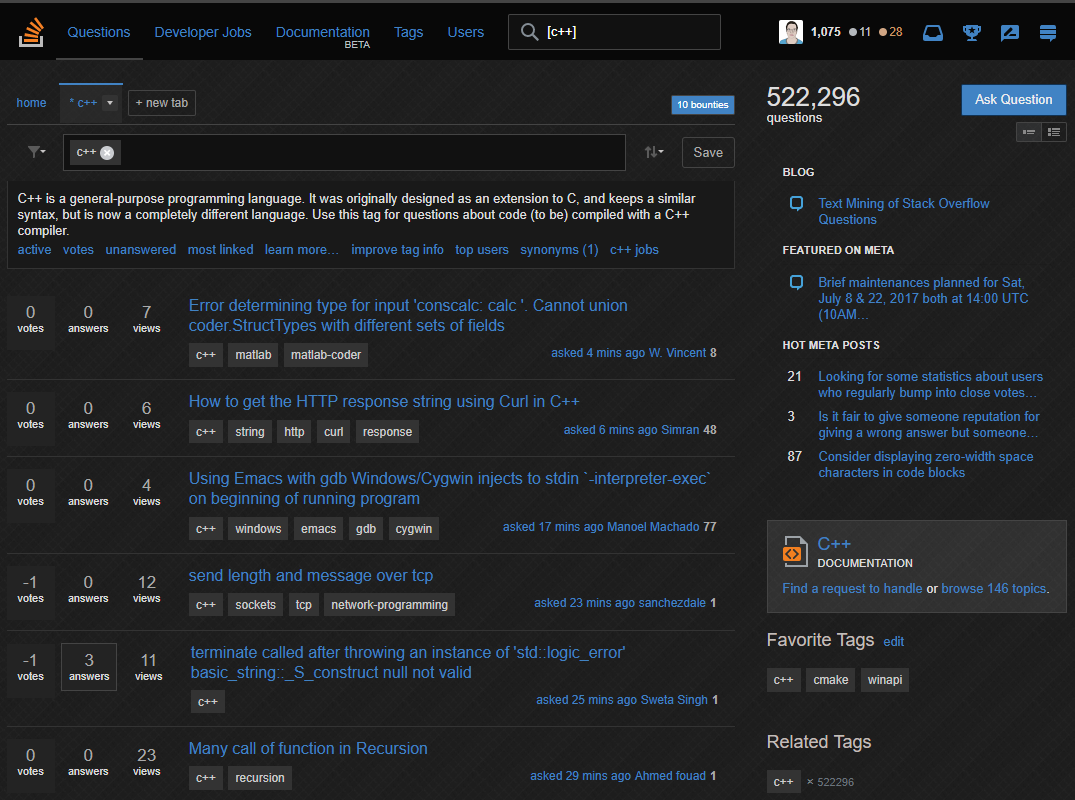 Questions Developer Jobs Documentation BETA Tags Users [c++] 1,075 11 28
home * c++ + new tab 10 bounties
c++ Save
C++ is a general-purpose programming language. It was originally designed as an extension to C, and keeps a similar
syntax, but is now a completely different language. Use this tag for questions about code (to be) compiled with a C++
compiler.
active votes unanswered most linked learn more… improve tag info top users synonyms (1) c++ jobs
0 votes 0 answers 7 views
Error determining type for input 'conscalc: calc '. Cannot union
coder.StructTypes with different sets of fields
c++ matlab matlab-coder
asked 4 mins ago W. Vincent 8
0 votes 0 answers 6 views
How to get the HTTP response string using Curl in C++
c++ string http curl response
asked 6 mins ago Simran 48
0 votes 0 answers 4 views
Using Emacs with gdb Windows/Cygwin injects to stdin `-interpreter-exec`
on beginning of running program
c++ windows emacs gdb cygwin
asked 17 mins ago Manoel Machado 77
-1 votes 0 answers 12 views
send length and message over tcp
c++ sockets tcp network-programming
asked 23 mins ago sanchezdale 1
-1 votes 3 answers 11 views
terminate called after throwing an instance of 'std::logic_error'
basic_string::_S_construct null not valid
c++
asked 25 mins ago Sweta Singh 1
0 votes 0 answers 23 views
Many call of function in Recursion
c++ recursion
asked 29 mins ago Ahmed fouad 1
522,296
questions
Ask Question
BLOG
Text Mining of Stack Overflow
Questions
FEATURED ON META
Brief maintenances planned for Sat,
July 8 & 22, 2017 both at 14:00 UTC
(10AM…
HOT META POSTS
21 Looking for some statistics about users
who regularly bump into close votes…
3 Is it fair to give someone reputation for
giving a wrong answer but someone…
87 Consider displaying zero-width space
characters in code blocks
C++
DOCUMENTATION
Find a request to handle or browse 146 topics.
Favorite Tags edit
c++ cmake winapi
Related Tags
c++ × 522296